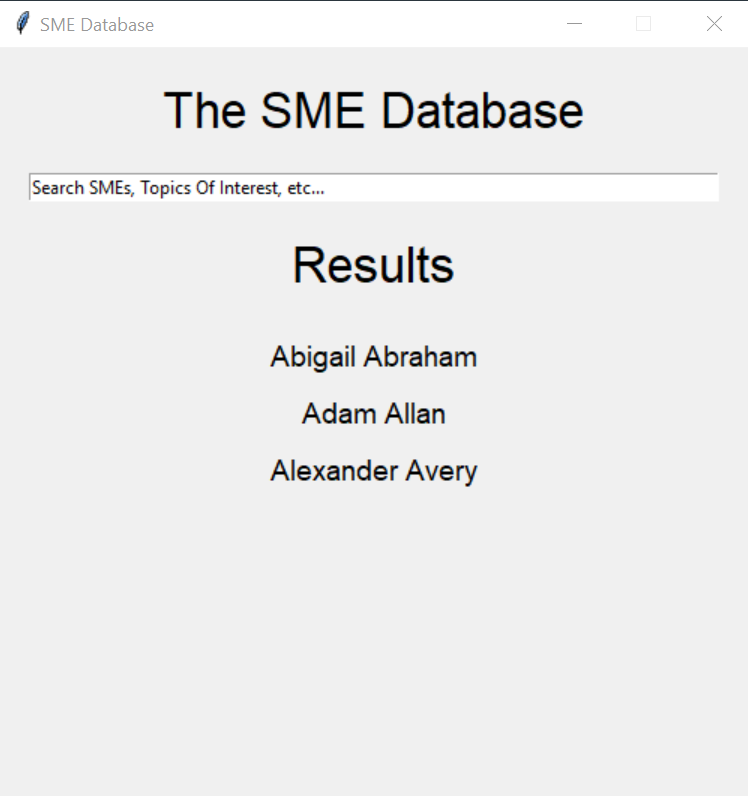 SME Database
The SME Database
Search SMEs, Topics Of Interest, etc...
Results
Abigail Abraham
Adam Allan
Alexander Avery